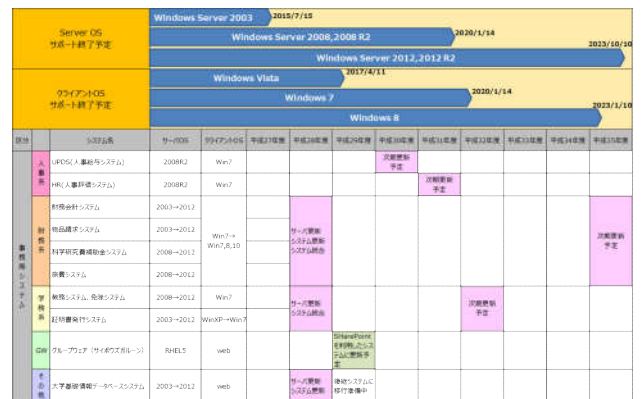 Server OS
サポート終了予定
Windows Server 2003
2015/7/15
Windows Server 2008,2008 R2
2020/1/14
Windows Server 2012,2012 R2
2023/10/10
クライアントOS
サポート終了予定
Windows Vista
2017/4/11
Windows 7
2020/1/14
Windows 8
2023/1/10
区分 システム名 サーバOS クライアントOS 平成27年度 平成28年度 平成29年度 平成30年度 平成31年度 平成32年度 平成33年度 平成34年度 平成35年度
事務用システム
人事系
UPDS(人事給与システム) 2008R2 Win7
次期更新
予定
HR(人事評価システム) 2008R2 Win7
次期更新
予定
財務系
財務会計システム 2003→2012
物品請求システム 2003→2012
科学研究費補助金システム 2008→2012
旅費システム 2008→2012
Win7→
Win7,8,10
サーバ更新
システム更新
システム統合
次期更新
予定
学務系
教務システム、免除システム 2008→2012 Win7
証明書発行システム 2003→2012 WinXP→Win7
サーバ更新
システム統合
次期更新
予定
GW グループウェア（サイボウズガルーン） RHEL5 web
SharePoint
を利用したシス
テムに更新予
定
その他
大学基礎情報データベースシステム 2003→2012 web
サーバ更新
システム更新
後継システムに
移行準備中